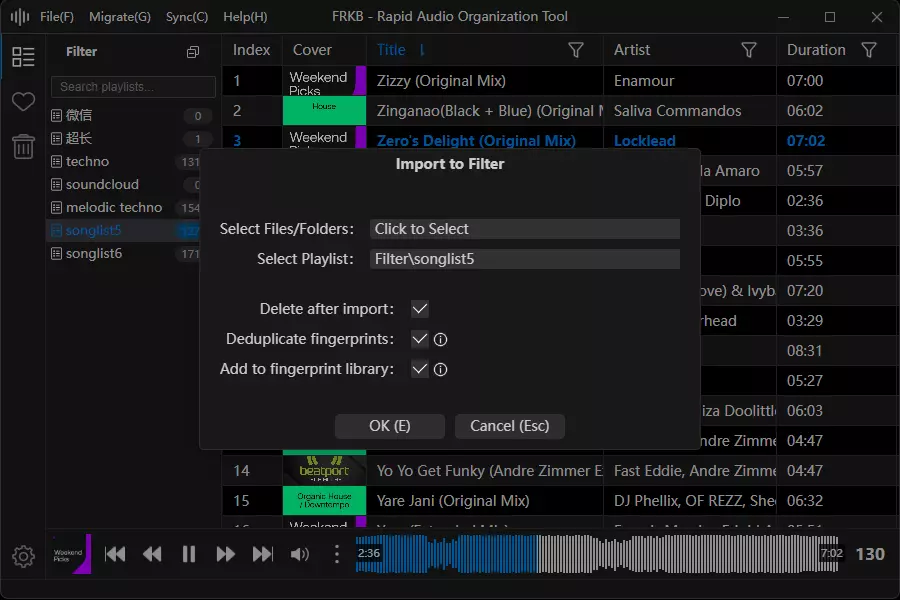 File(F) Migrate(G) Sync(C) Help(H) FRKB - Rapid Audio Organization Tool
Filter
Search playlists...
微信 0
超长 1
techno 131
soundcloud 0
melodic techno 154
songlist5 127
songlist6 171
Index Cover Title Artist Duration
1 Weekend Picks Zizzy (Original Mix) Enamour 07:00
2 House Zinganao(Black + Blue) (Original M Saliva Commandos 06:02
3 Weekend Zero's Delight (Original Mix) Locklead 07:02
la Amaro 05:57
Diplo 02:36
03:36
05:55
ove) & Ivyba 07:20
rhead 03:29
08:31
05:27
iza Doolittle 06:03
ndre Zimme 04:47
14 beatport Yo Yo Get Funky (Andre Zimmer E Fast Eddie, Andre Zimme 04:47
15 Organic House / Downtempo Yare Jani (Original Mix) DJ Phellix, OF REZZ, She 06:32
Weekend
Import to Filter
Select Files/Folders: Click to Select
Select Playlist: Filter\songlist5
Delete after import:
Deduplicate fingerprints:
Add to fingerprint library:
OK (E) Cancel (Esc)
Weekend Picks
2:36 7:02 130